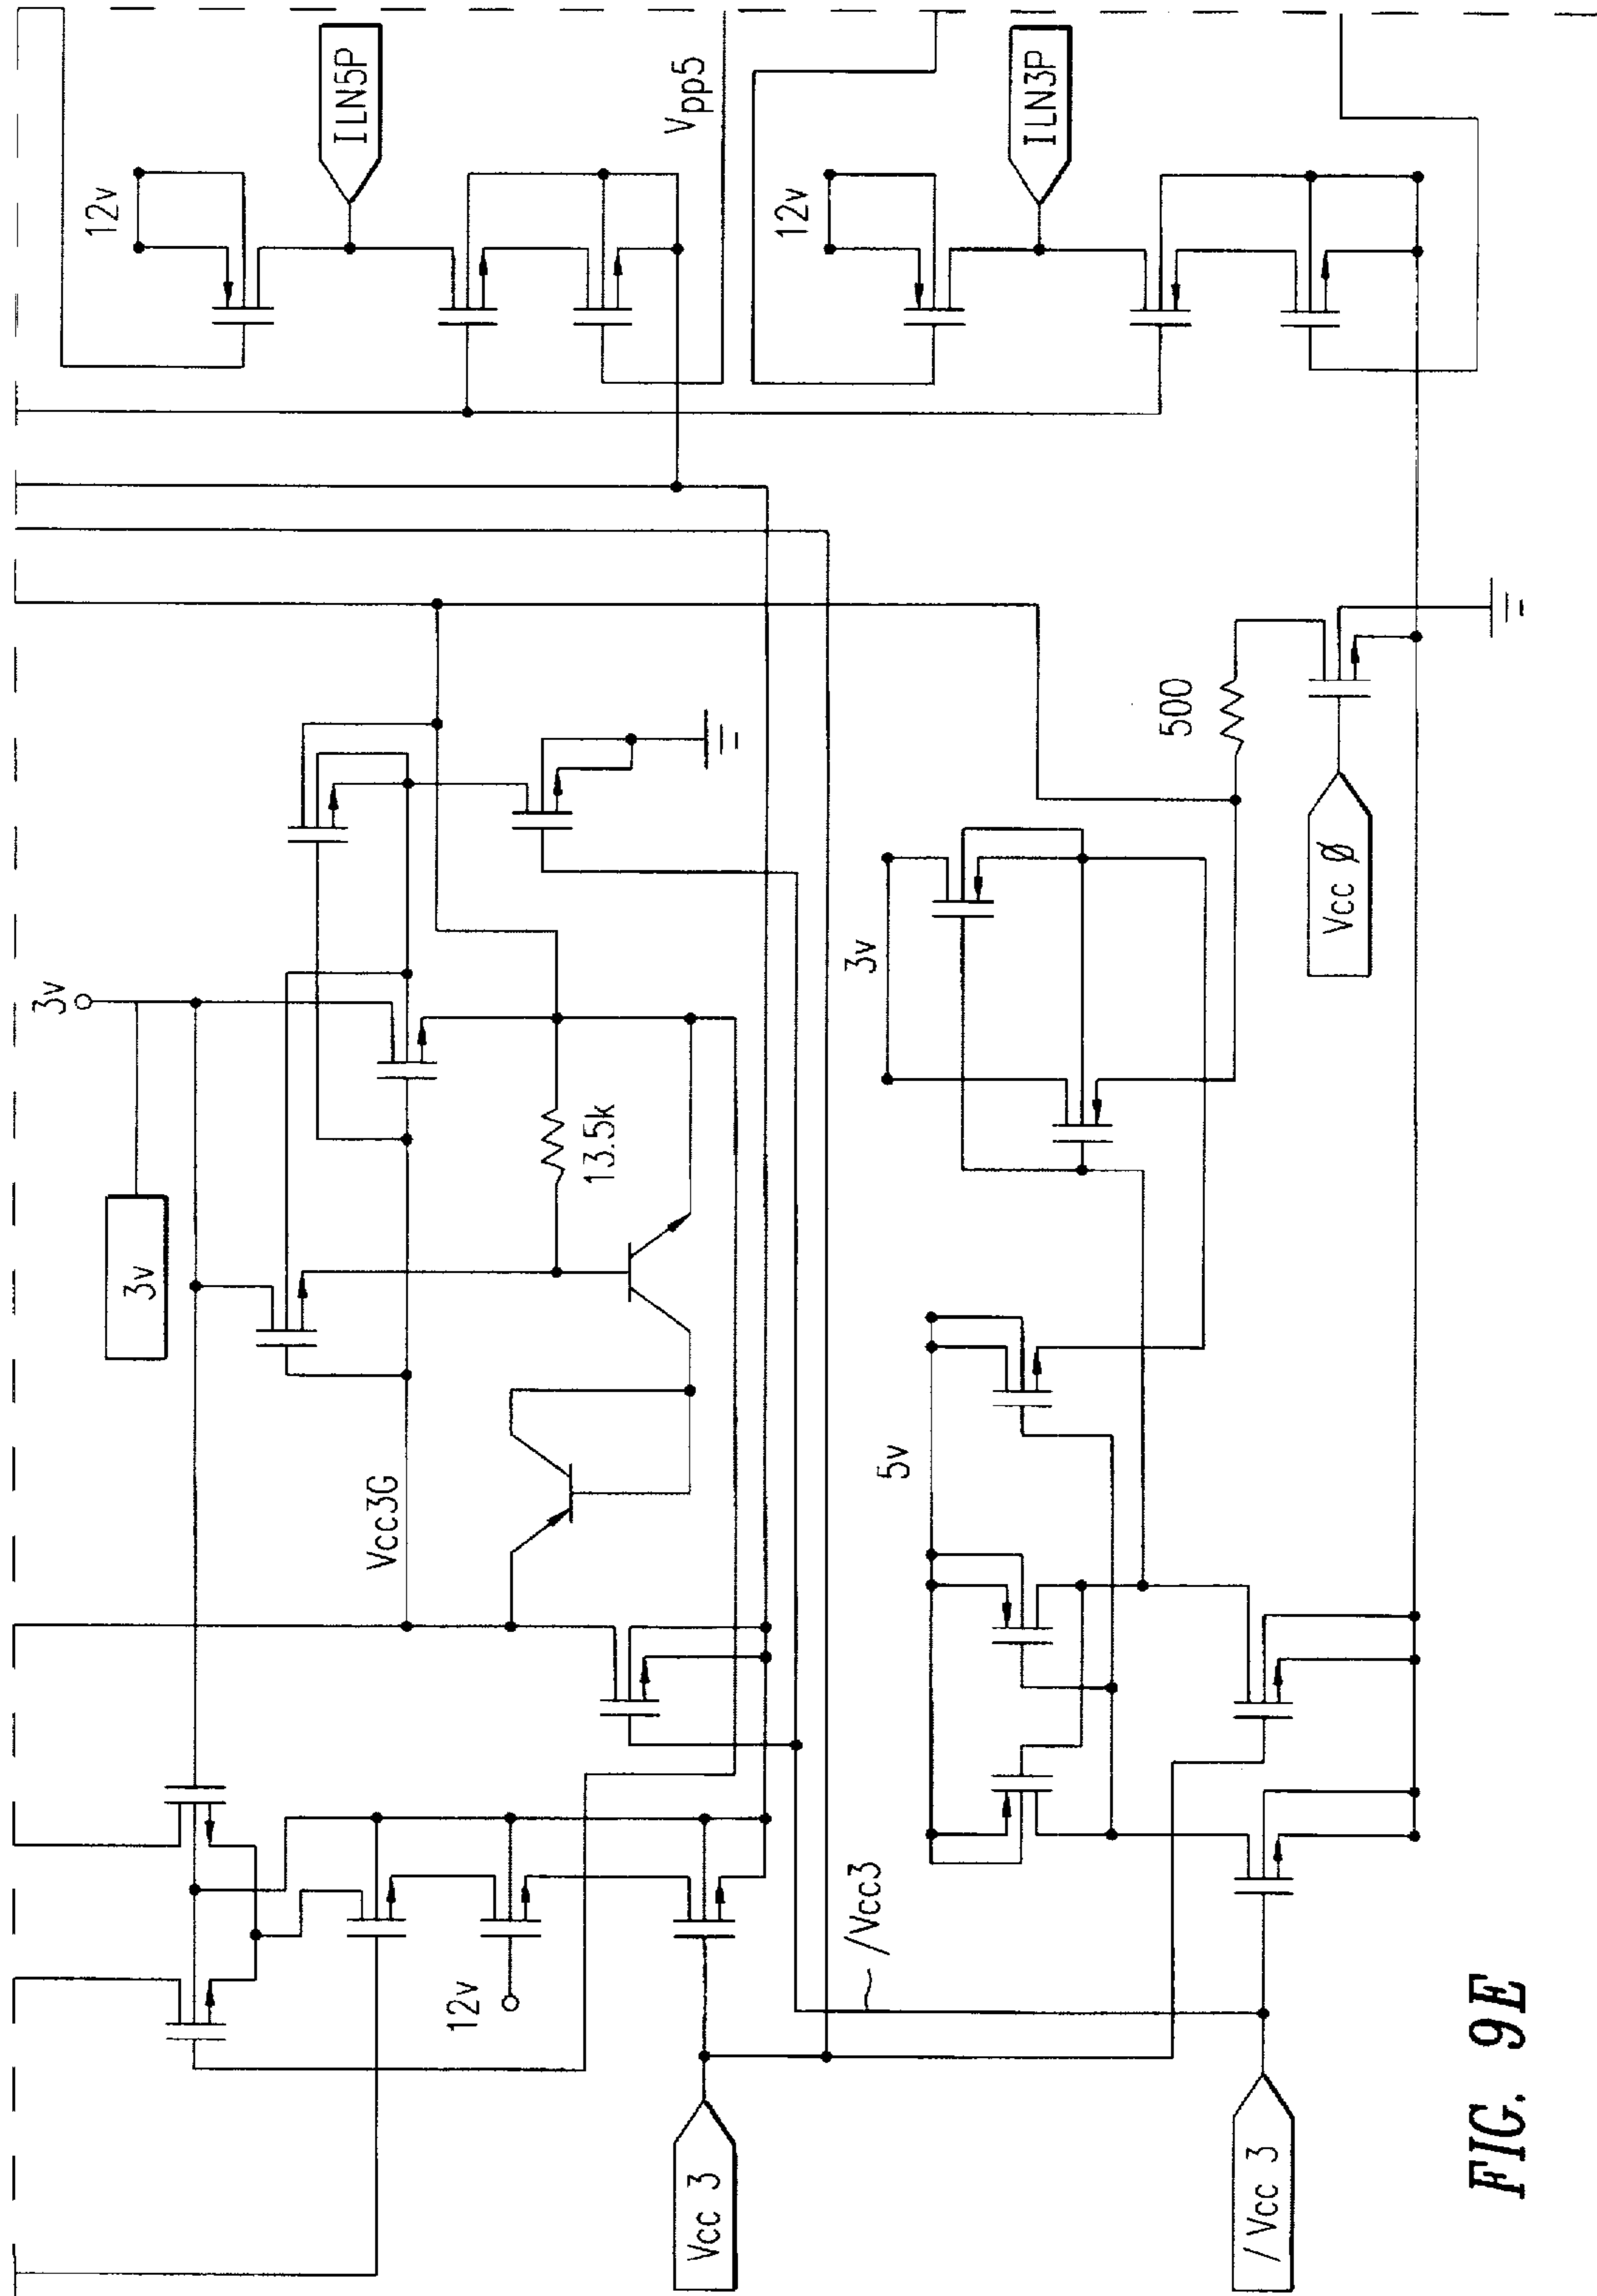 12v
ILN5P
Vpp5
12v
ILN3P
3v
3v
13.5k
500
3v
Vcc Ø
Vcc3G
5v
12v
/Vcc3
Vcc 3
/Vcc 3
FIG. 9E